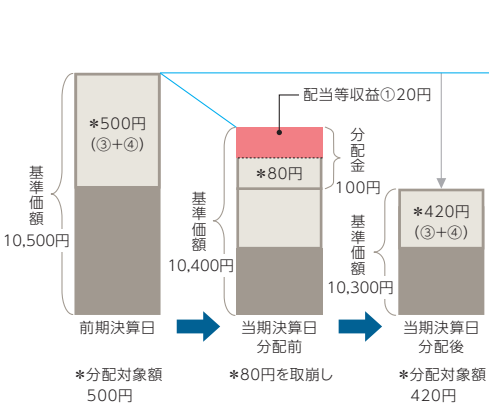 配当等収益①20円
*500円
(③+④)
基準価額
10,500円
*80円
分配金
100円
基準価額
10,400円
*420円
(③+④)
基準価額
10,300円
前期決算日
当期決算日
分配前
当期決算日
分配後
*分配対象額
500円
*80円を取崩し
*分配対象額
420円